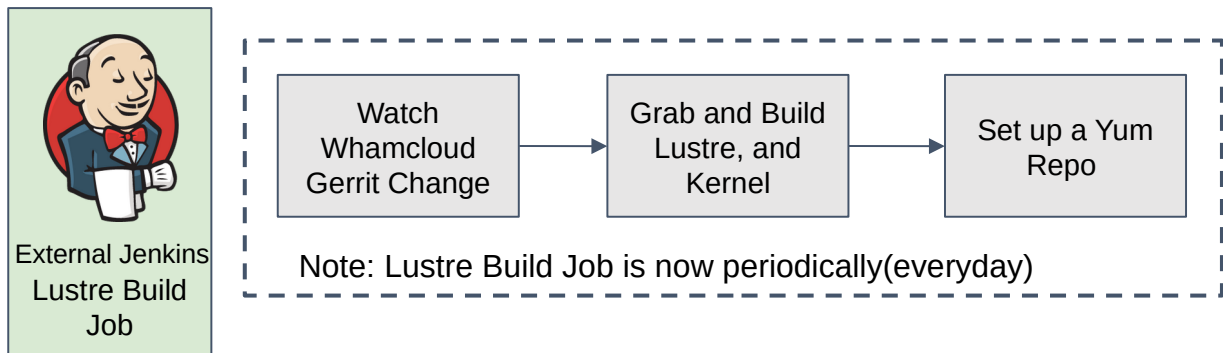 External Jenkins
Lustre Build
Job
Watch
Whamcloud
Gerrit Change
Grab and Build
Lustre, and
Kernel
Set up a Yum
Repo
Note: Lustre Build Job is now periodically(everyday)